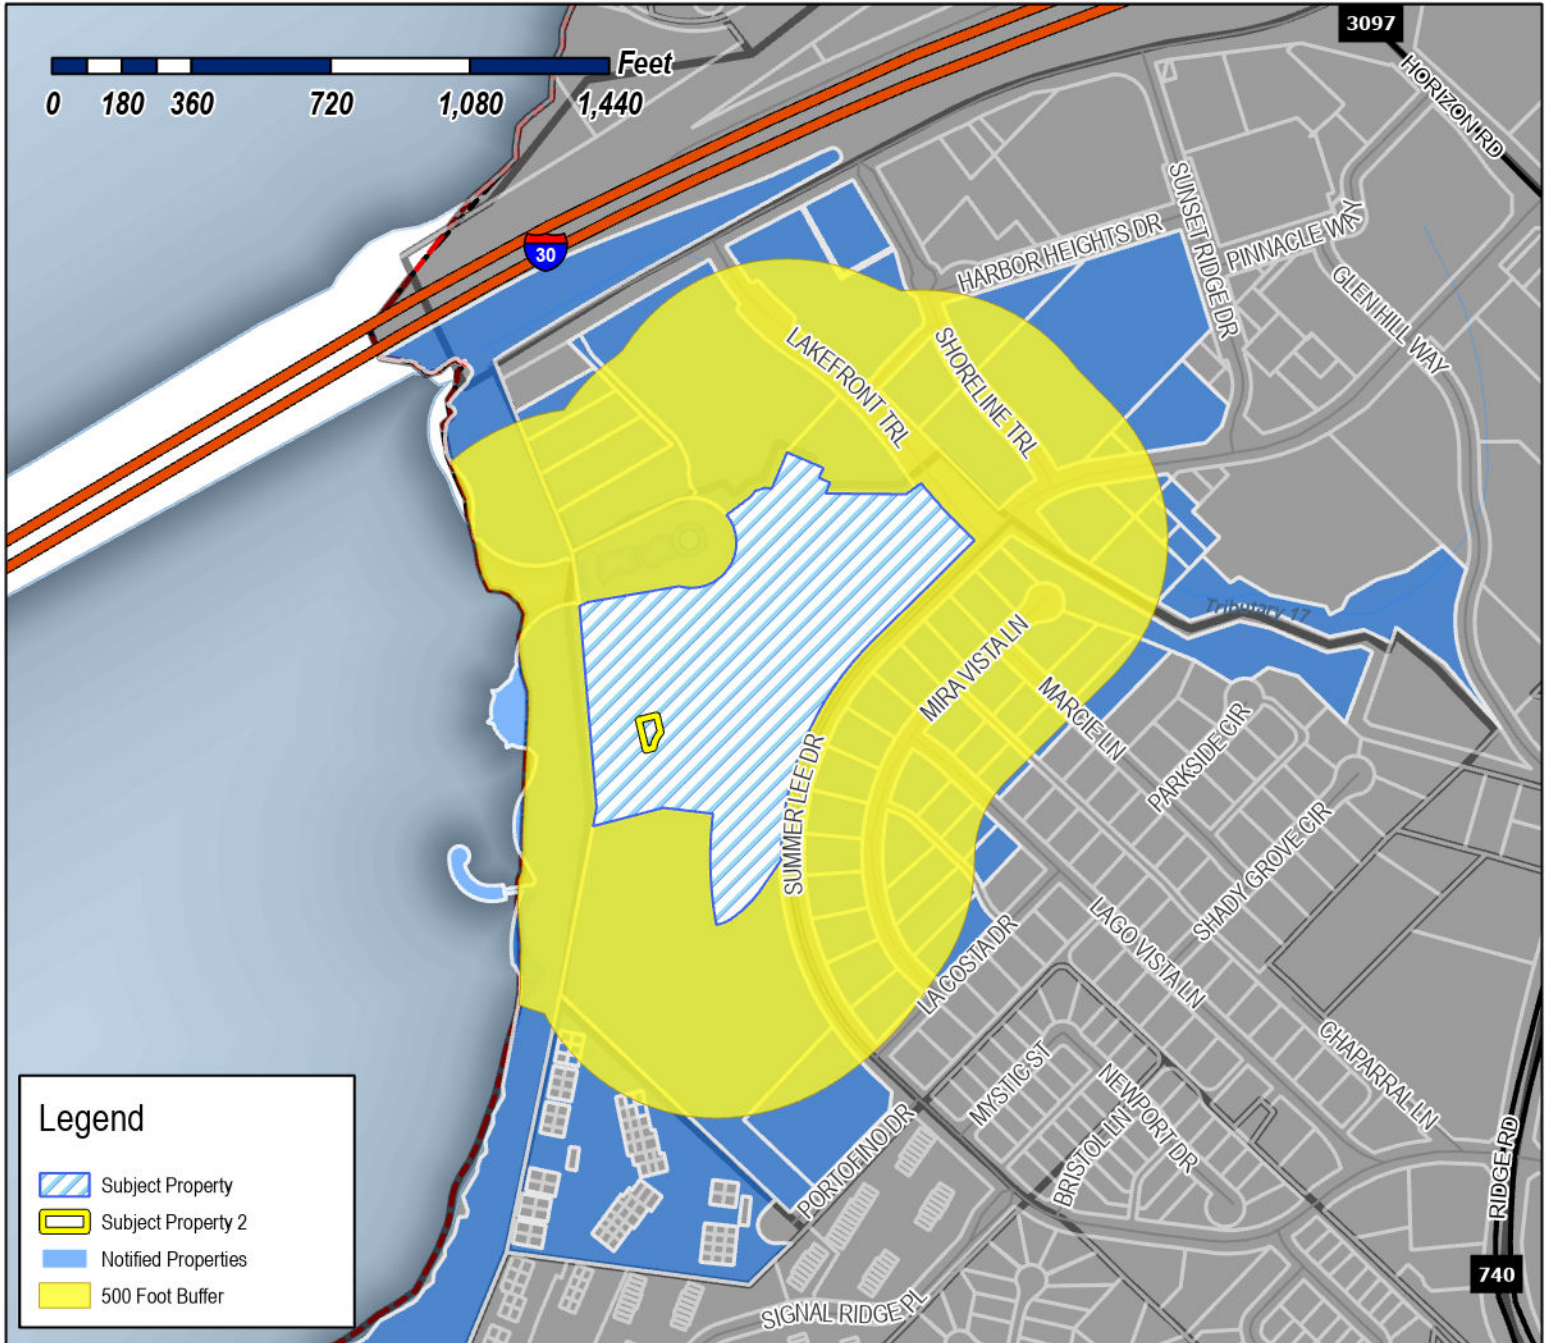 3097
Feet
0 180 360 720 1,080 1,440
HORIZON RD
30
SUNSET RIDGE DR
HARBOR HEIGHTS DR
PINNACLE WAY
GLENHILL WAY
LAKEFRONT TRL
SHORELINE TRL
Tributary 17
MIRA VISTA LN
MARCIE LN
PARKSIDE CIR
SUMMER LEE DR
SHADY GROVE CIR
LA COSTA DR
LAGO VISTA LN
CHAPARRAL LN
MYSTIC ST
NEWPORT DR
BRISTOL LN
PORTOFINO DR
RIDGE RD
740
SIGNAL RIDGE PL
Legend
Subject Property
Subject Property 2
Notified Properties
500 Foot Buffer